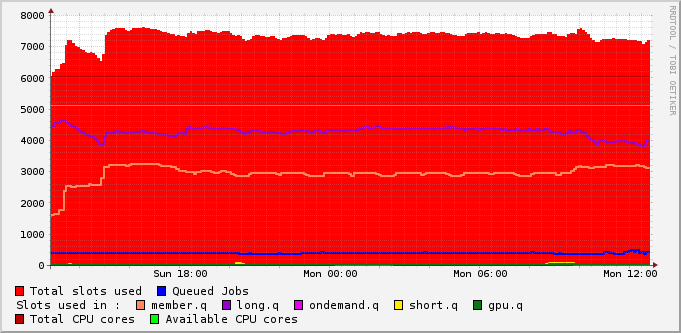 8000
7000
6000
5000
4000
3000
2000
1000
0
Sun 18:00 Mon 00:00 Mon 06:00 Mon 12:00
Total slots used Queued Jobs
Slots used in : member.q long.q ondemand.q short.q gpu.q
Total CPU cores Available CPU cores
RRDTOOL / TOBI OETIKER